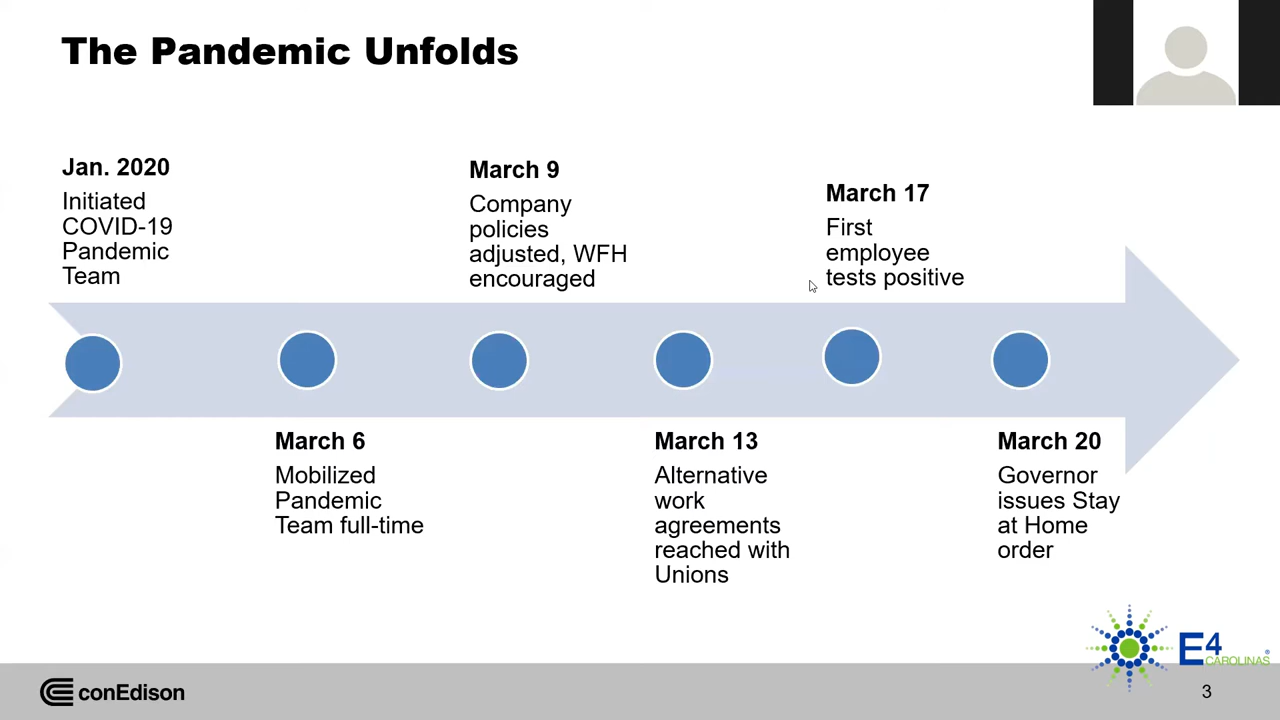 The Pandemic Unfolds
Jan. 2020
Initiated
COVID-19
Pandemic
Team
March 6
Mobilized
Pandemic
Team full-time
March 9
Company
policies
adjusted, WFH
encouraged
March 13
Alternative
work
agreements
reached with
Unions
March 17
First
employee
tests positive
March 20
Governor
issues Stay
at Home
order
E4
CAROLINAS®
conEdison
3